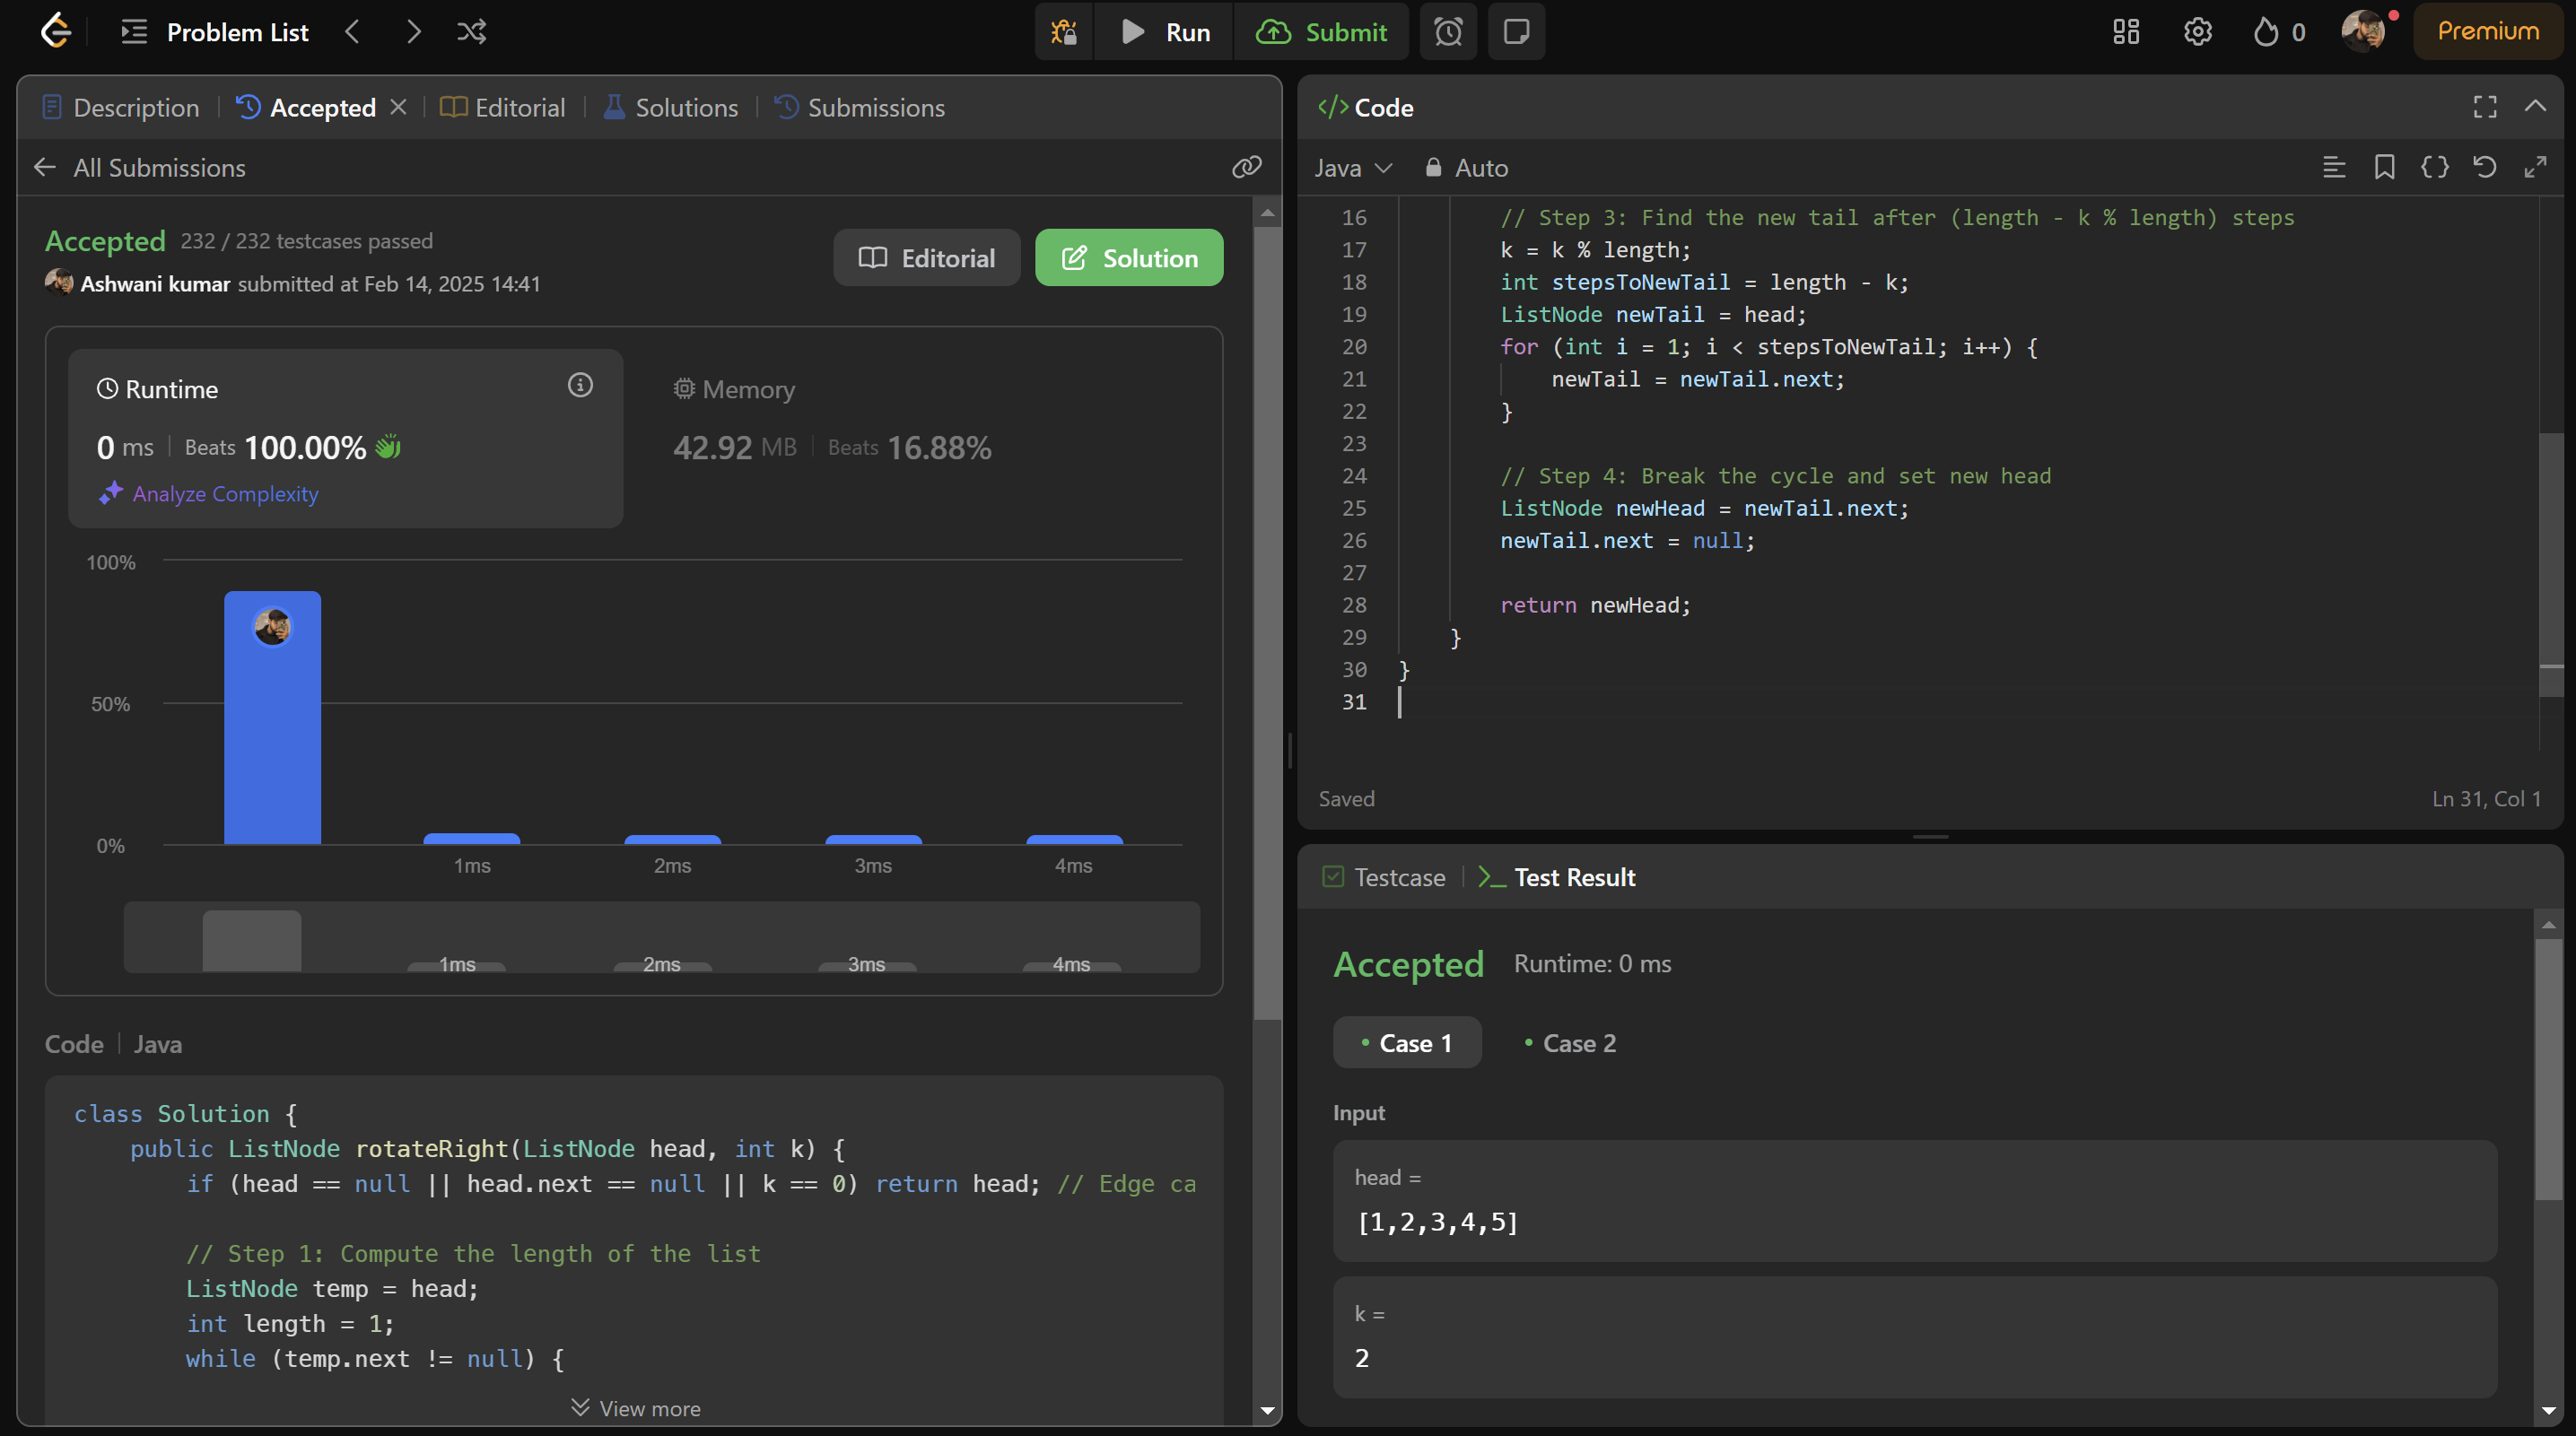 Problem List
Run
Submit
0
Premium
Description
Accepted
Editorial
Solutions
Submissions
All Submissions
Accepted 232 / 232 testcases passed
Ashwani kumar submitted at Feb 14, 2025 14:41
Editorial
Solution
Runtime
0 ms Beats 100.00%
Analyze Complexity
Memory
42.92 MB Beats 16.88%
100%
50%
0%
1ms 2ms 3ms 4ms
1ms 2ms 3ms 4ms
Code Java
class Solution {
    public ListNode rotateRight(ListNode head, int k) {
        if (head == null || head.next == null || k == 0) return head; // Edge ca

        // Step 1: Compute the length of the list
        ListNode temp = head;
        int length = 1;
        while (temp.next != null) {
View more
</> Code
Java
Auto
16 // Step 3: Find the new tail after (length - k % length) steps
17 k = k % length;
18 int stepsToNewTail = length - k;
19 ListNode newTail = head;
20 for (int i = 1; i < stepsToNewTail; i++) {
21 newTail = newTail.next;
22 }
23
24 // Step 4: Break the cycle and set new head
25 ListNode newHead = newTail.next;
26 newTail.next = null;
27
28 return newHead;
29 }
30 }
31
Saved
Ln 31, Col 1
Testcase
Test Result
Accepted Runtime: 0 ms
• Case 1 • Case 2
Input
head =
[1,2,3,4,5]
k =
2